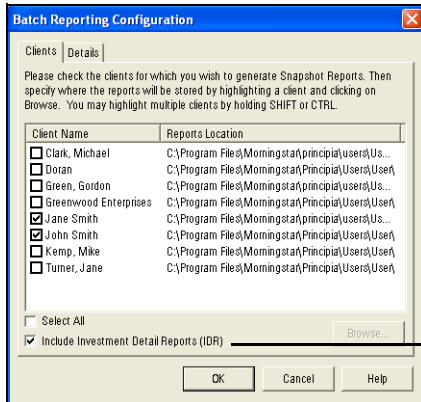 Batch Reporting Configuration
Clients Details
Please check the clients for which you wish to generate Snapshot Reports. Then
specify where the reports will be stored by highlighting a client and clicking on
Browse. You may highlight multiple clients by holding SHIFT or CTRL.
Client Name Reports Location
Clark, Michael C:\Program Files\Morningstar\principia\users\Us...
Doran C:\Program Files\Morningstar\Principia\Users\User\
Green, Gordon C:\Program Files\Morningstar\principia\users\Us...
Greenwood Enterprises C:\Program Files\Morningstar\Principia\Users\User\
Jane Smith C:\Program Files\Morningstar\principia\users\Us...
John Smith C:\Program Files\Morningstar\Principia\Users\User\
Kemp, Mike C:\Program Files\Morningstar\Principia\Users\User\
Turner, Jane C:\Program Files\Morningstar\Principia\Users\User\
Select All
Include Investment Detail Reports (IDR)
Browse...
OK Cancel Help